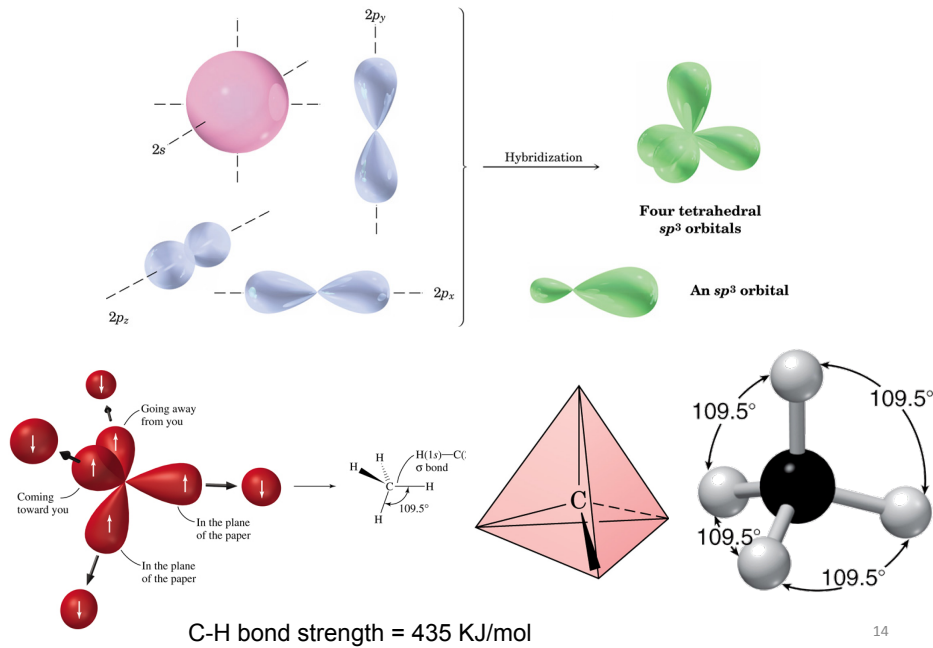 2p_y
2s
2p_z
2p_x
Hybridization
Four tetrahedral
sp³ orbitals
An sp³ orbital
Going away
from you
Coming
toward you
In the plane
of the paper
In the plane
of the paper
↑
↑
↑
↑
↓
↓
↓
↓
H
H
H(1s)—C(
σ bond
C
H
109.5°
H
C
109.5°
109.5°
109.5°
109.5°
C-H bond strength = 435 KJ/mol
14